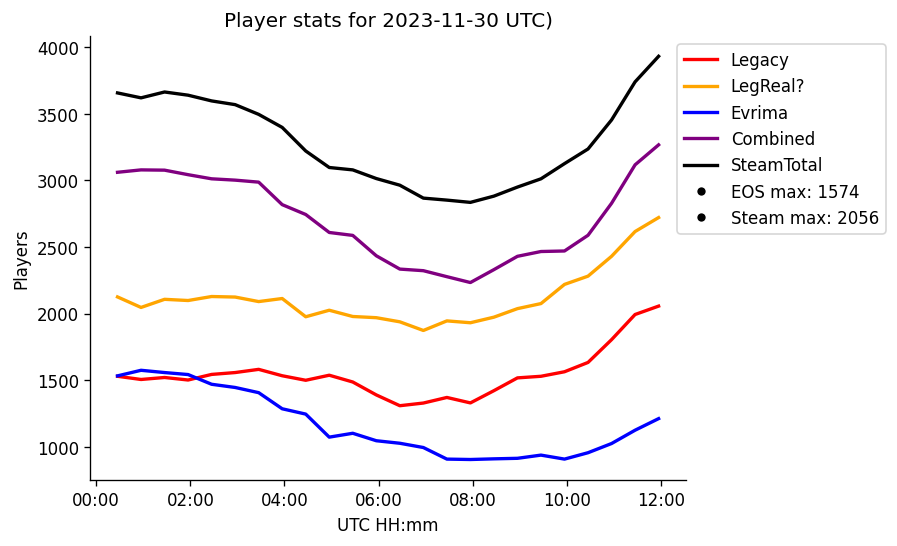 Player stats for 2023-11-30 UTC)
4000
3500
3000
2500
2000
1500
1000
Players
00:00 02:00 04:00 06:00 08:00 10:00 12:00
UTC HH:mm
Legacy
LegReal?
Evrima
Combined
SteamTotal
EOS max: 1574
Steam max: 2056